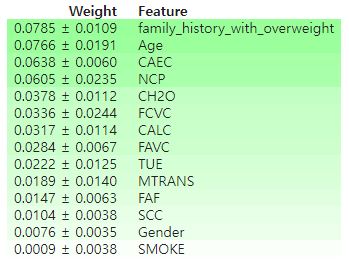 Weight Feature
0.0785 ± 0.0109 family_history_with_overweight
0.0766 ± 0.0191 Age
0.0638 ± 0.0060 CAEC
0.0605 ± 0.0235 NCP
0.0378 ± 0.0112 CH2O
0.0336 ± 0.0244 FCVC
0.0317 ± 0.0114 CALC
0.0284 ± 0.0067 FAVC
0.0222 ± 0.0125 TUE
0.0189 ± 0.0140 MTRANS
0.0147 ± 0.0063 FAF
0.0104 ± 0.0038 SCC
0.0076 ± 0.0035 Gender
0.0009 ± 0.0038 SMOKE